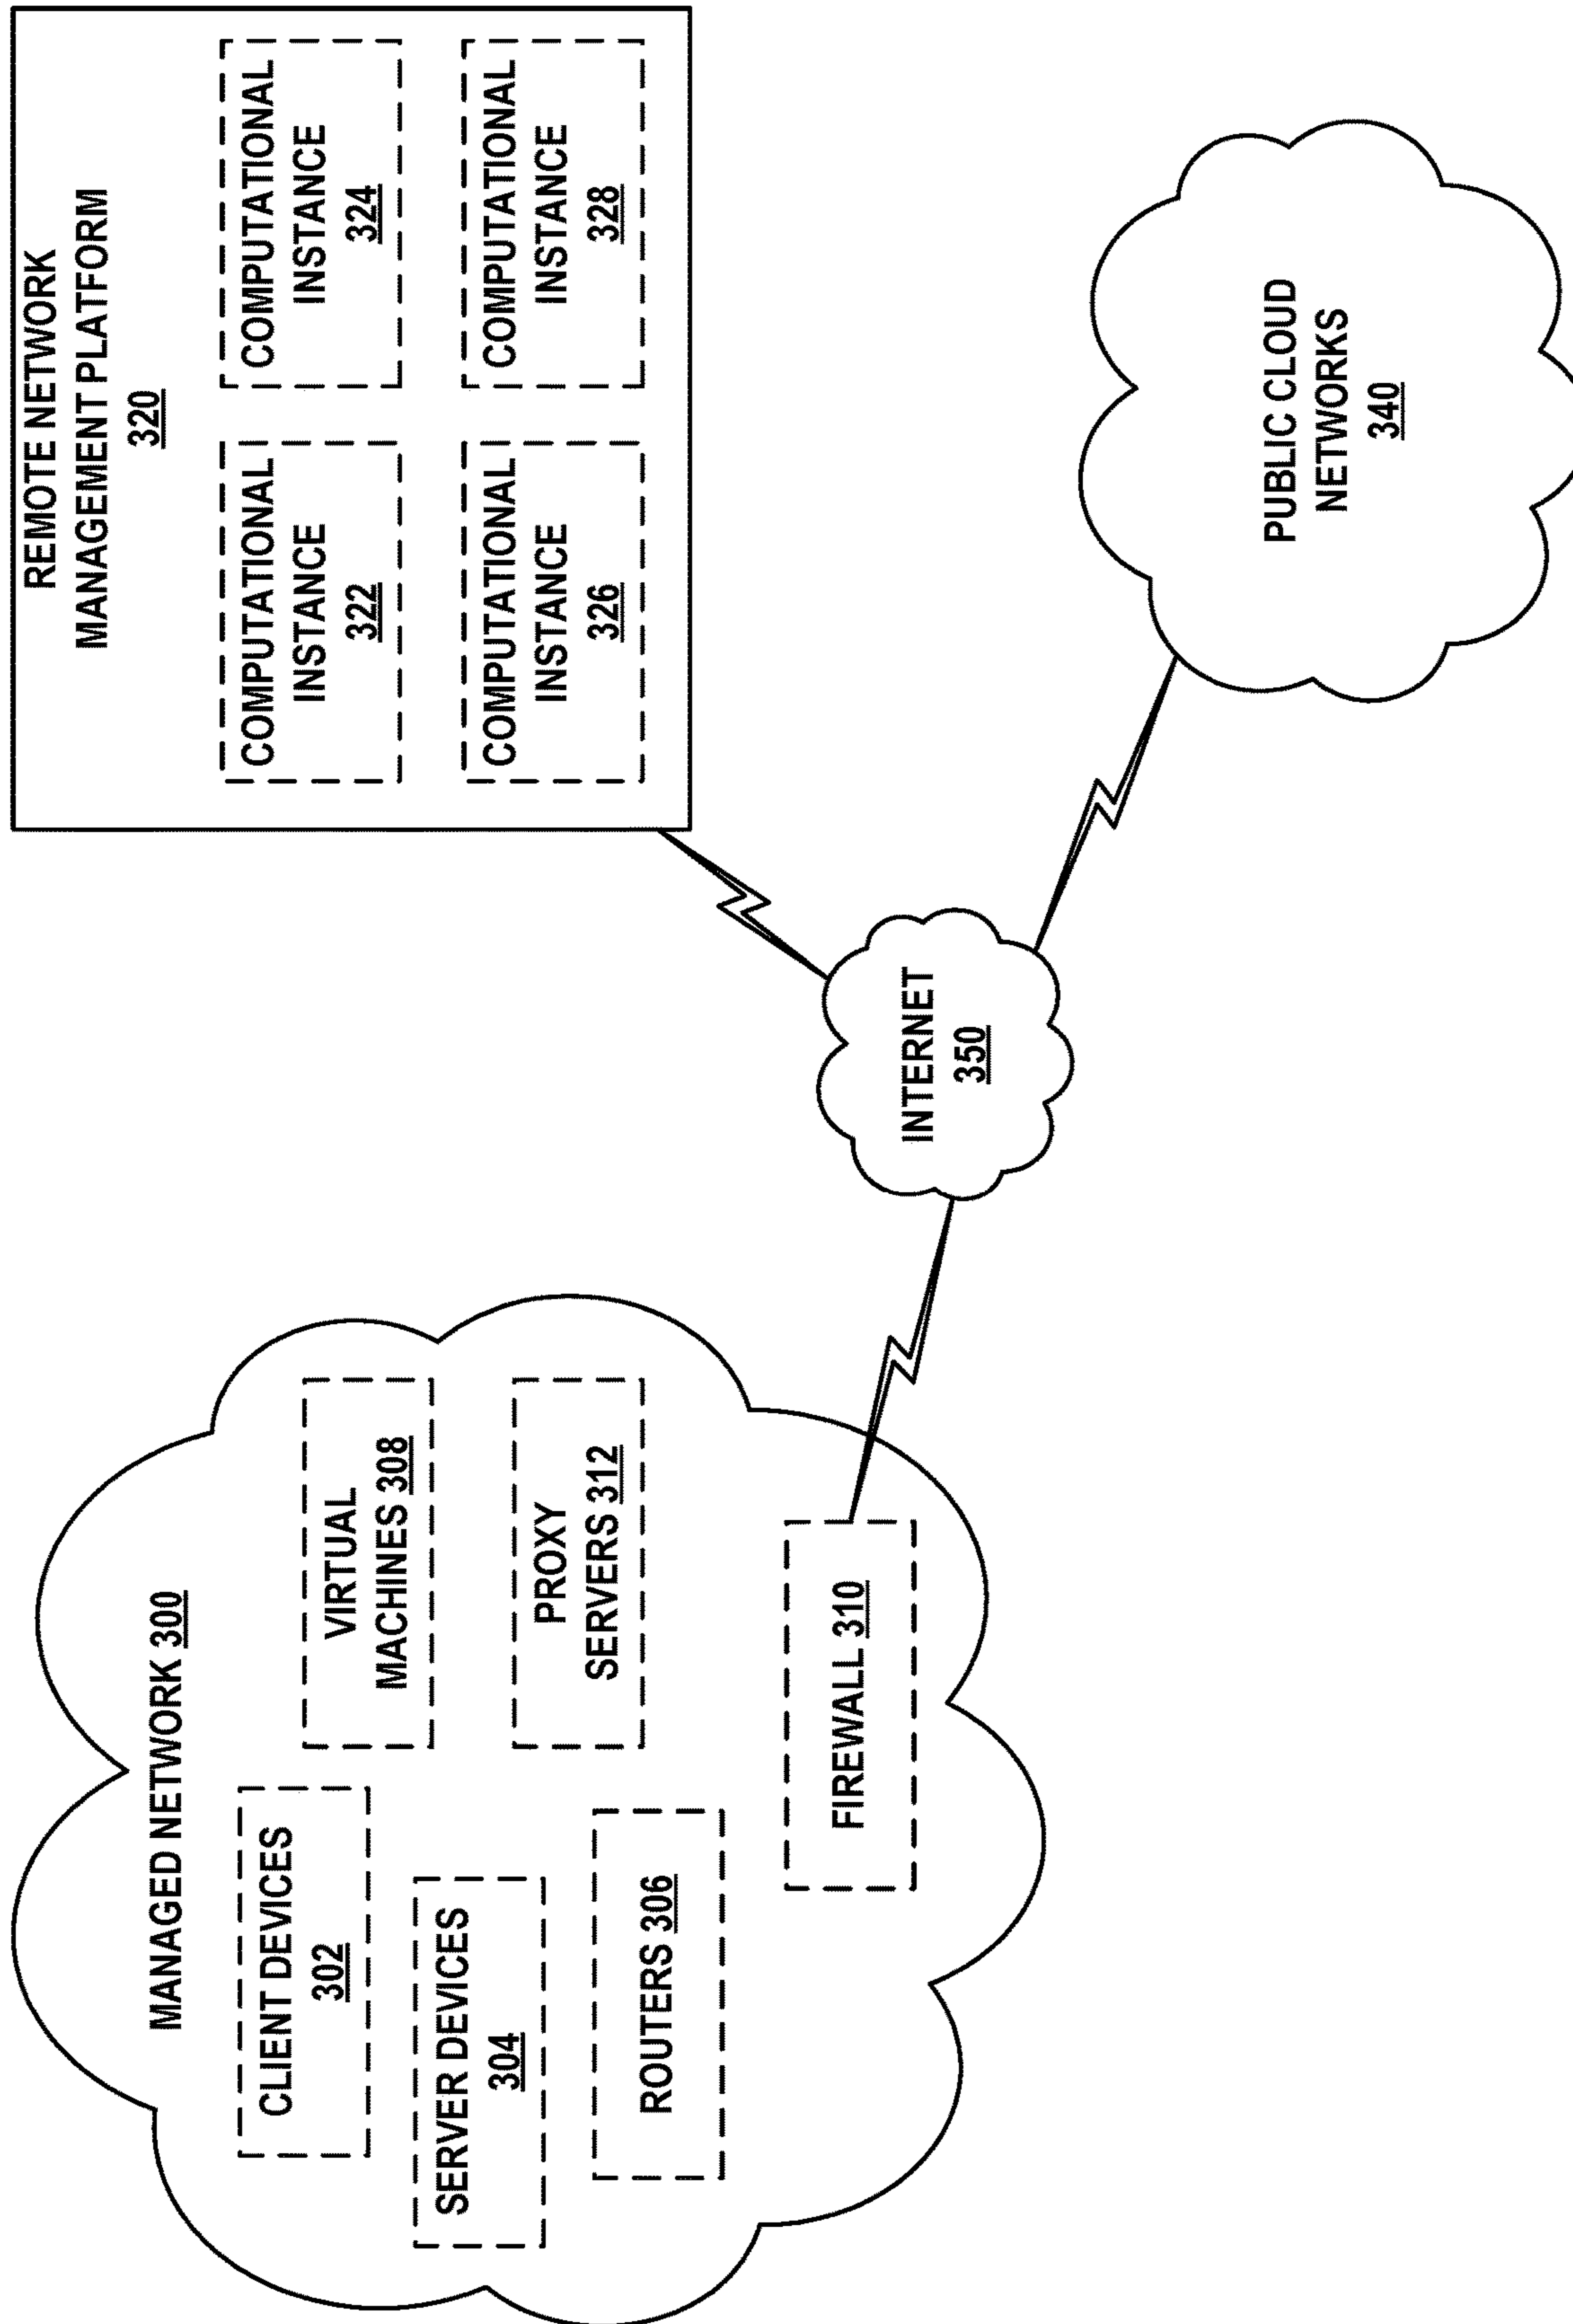 MANAGED NETWORK 300
CLIENT DEVICES
302
SERVER DEVICES
304
ROUTERS 306
VIRTUAL
MACHINES 308
PROXY
SERVERS 312
FIREWALL 310
INTERNET
350
REMOTE NETWORK
MANAGEMENT PLATFORM
320
COMPUTATIONAL
INSTANCE
322
COMPUTATIONAL
INSTANCE
324
COMPUTATIONAL
INSTANCE
326
COMPUTATIONAL
INSTANCE
328
PUBLIC CLOUD
NETWORKS
340